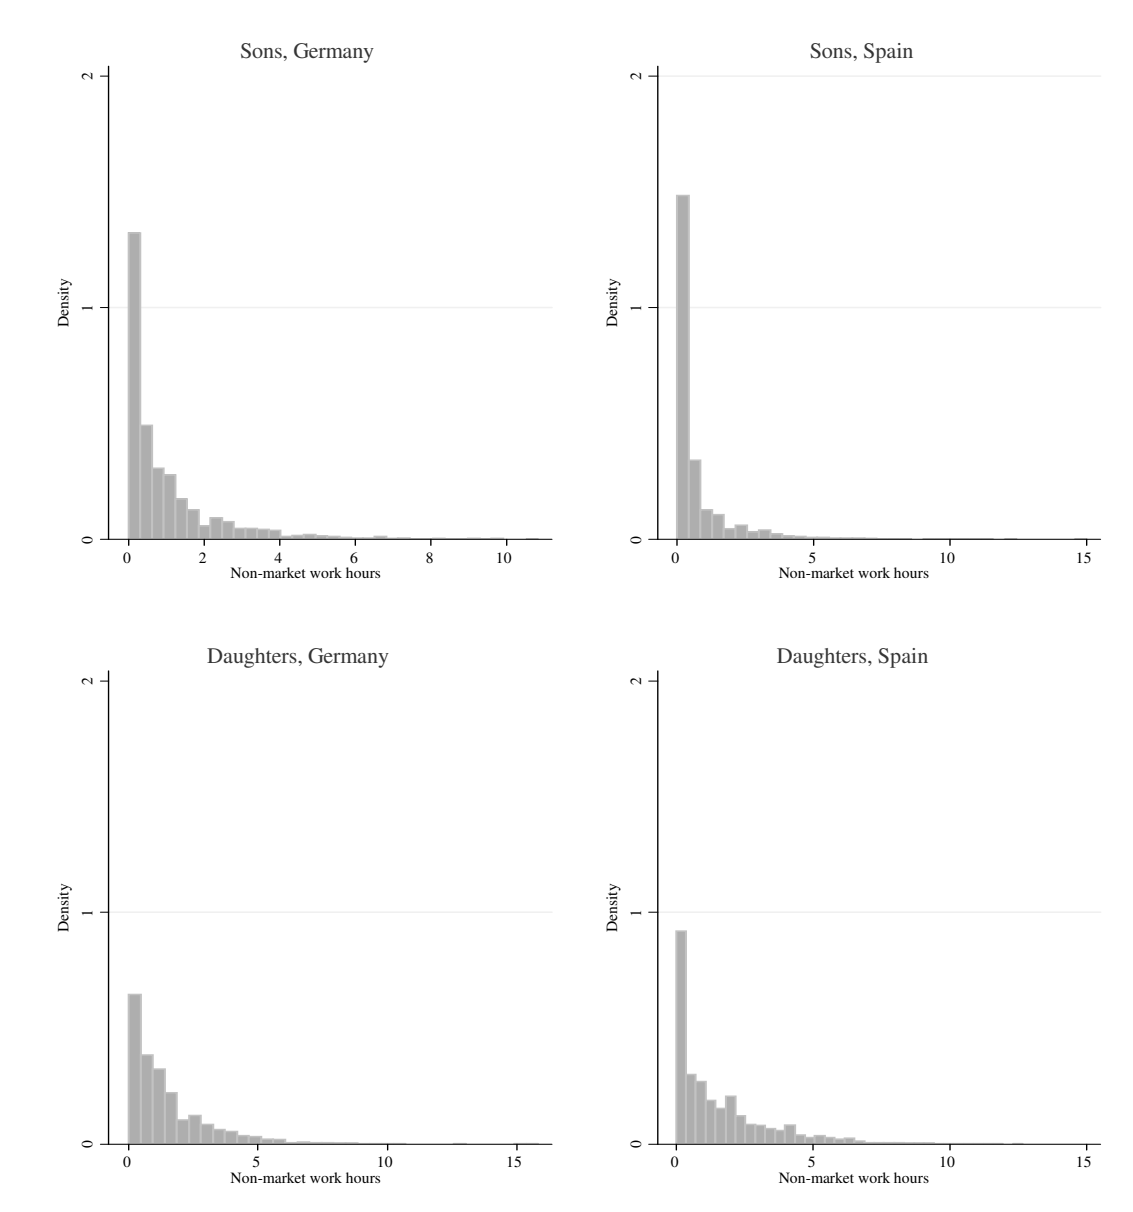 Sons, Germany
2
1
0
Density
0 2 4 6 8 10
Non-market work hours
Sons, Spain
2
1
0
Density
0 5 10 15
Non-market work hours
Daughters, Germany
2
1
0
Density
0 5 10 15
Non-market work hours
Daughters, Spain
2
1
0
Density
0 5 10 15
Non-market work hours